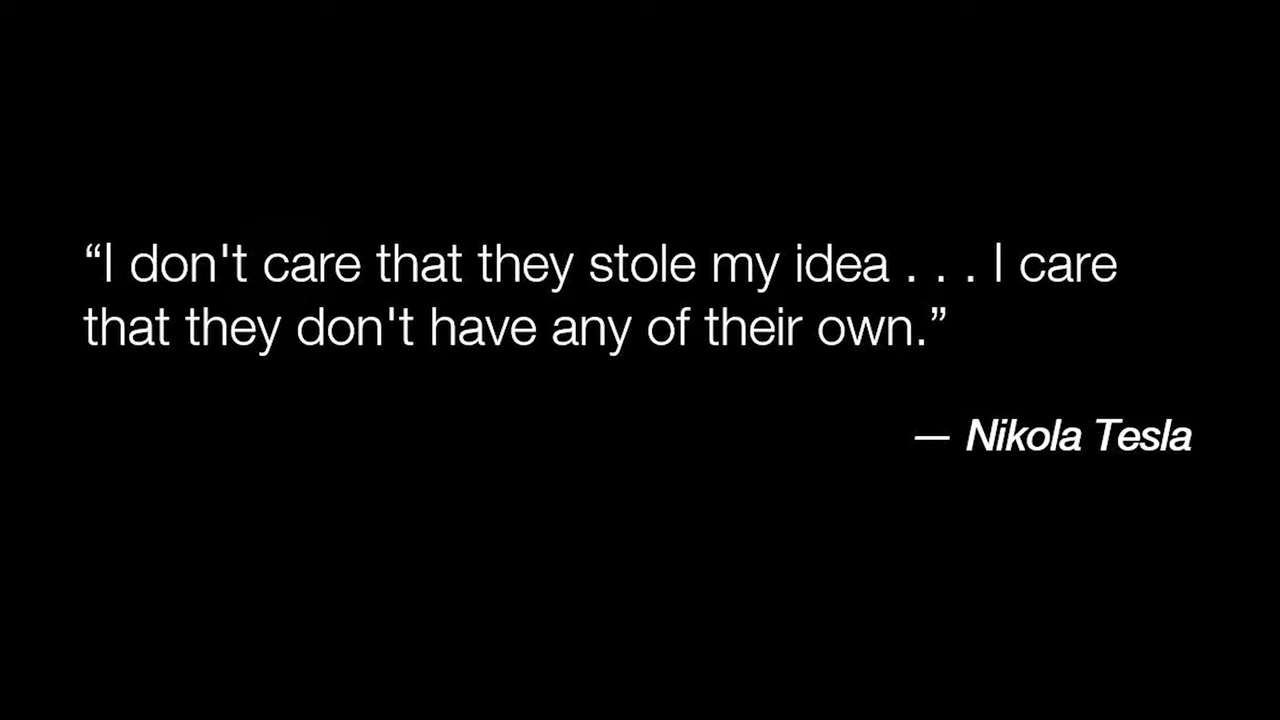 “I don't care that they stole my idea . . . I care
that they don't have any of their own.”
— Nikola Tesla